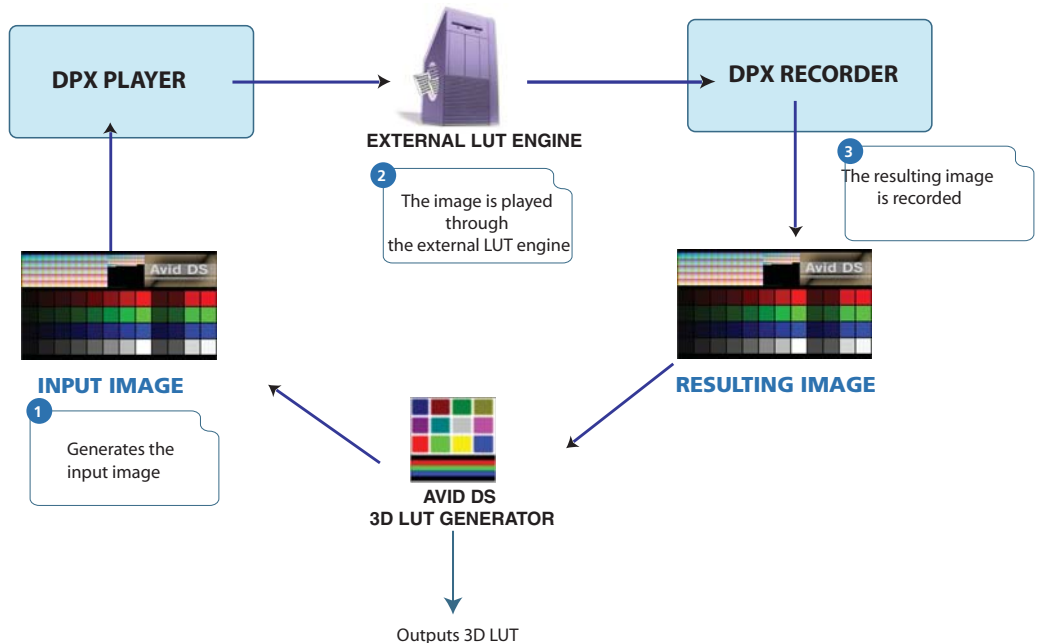 DPX PLAYER
EXTERNAL LUT ENGINE
DPX RECORDER
2
The image is played
through
the external LUT engine
3
The resulting image
is recorded
Avid DS
Avid DS
INPUT IMAGE
RESULTING IMAGE
1
Generates the
input image
AVID DS
3D LUT GENERATOR
Outputs 3D LUT